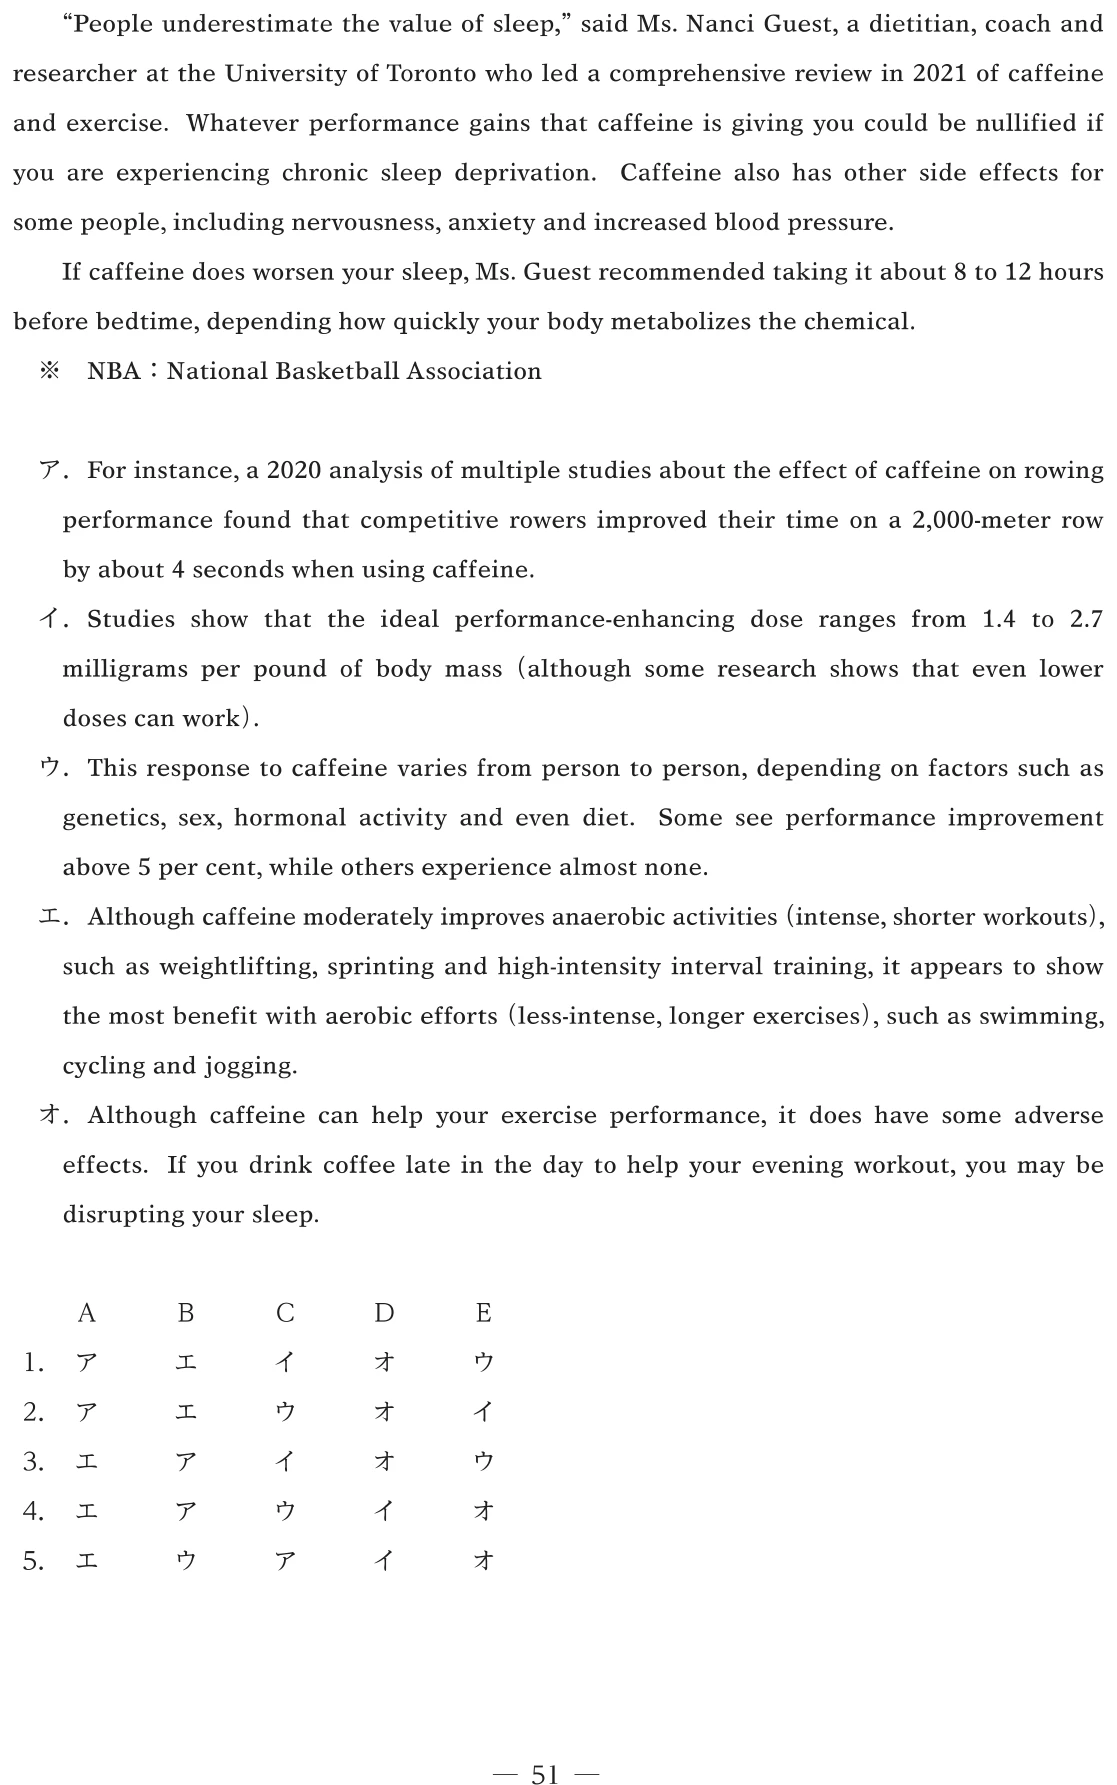 “People underestimate the value of sleep,” said Ms. Nanci Guest, a dietitian, coach and
researcher at the University of Toronto who led a comprehensive review in 2021 of caffeine
and exercise. Whatever performance gains that caffeine is giving you could be nullified if
you are experiencing chronic sleep deprivation. Caffeine also has other side effects for
some people, including nervousness, anxiety and increased blood pressure.
If caffeine does worsen your sleep, Ms. Guest recommended taking it about 8 to 12 hours
before bedtime, depending how quickly your body metabolizes the chemical.
※ NBA：National Basketball Association
ア．For instance, a 2020 analysis of multiple studies about the effect of caffeine on rowing
performance found that competitive rowers improved their time on a 2,000-meter row
by about 4 seconds when using caffeine.
イ．Studies show that the ideal performance-enhancing dose ranges from 1.4 to 2.7
milligrams per pound of body mass（although some research shows that even lower
doses can work）.
ウ．This response to caffeine varies from person to person, depending on factors such as
genetics, sex, hormonal activity and even diet. Some see performance improvement
above 5 per cent, while others experience almost none.
エ．Although caffeine moderately improves anaerobic activities（intense, shorter workouts）,
such as weightlifting, sprinting and high-intensity interval training, it appears to show
the most benefit with aerobic efforts（less-intense, longer exercises）, such as swimming,
cycling and jogging.
オ．Although caffeine can help your exercise performance, it does have some adverse
effects. If you drink coffee late in the day to help your evening workout, you may be
disrupting your sleep.
A B C D E
1. ア エ イ オ ウ
2. ア エ ウ オ イ
3. エ ア イ オ ウ
4. エ ア ウ イ オ
5. エ ウ ア イ オ
— 51 —